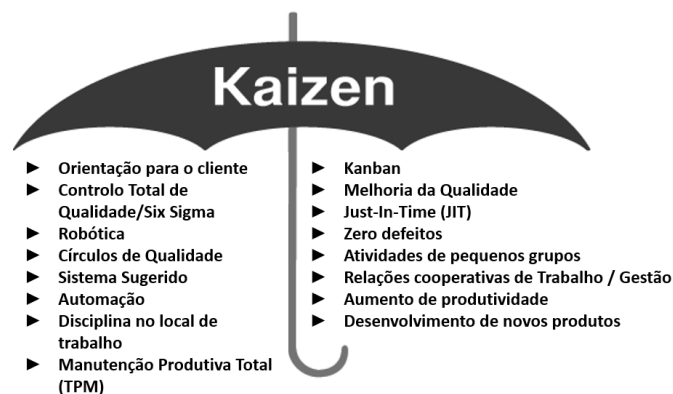 Kaizen
► Orientação para o cliente
► Controlo Total de
Qualidade/Six Sigma
► Robótica
► Círculos de Qualidade
► Sistema Sugerido
► Automação
► Disciplina no local de
trabalho
► Manutenção Produtiva Total
(TPM)
► Kanban
► Melhoria da Qualidade
► Just-In-Time (JIT)
► Zero defeitos
► Atividades de pequenos grupos
► Relações cooperativas de Trabalho / Gestão
► Aumento de produtividade
► Desenvolvimento de novos produtos